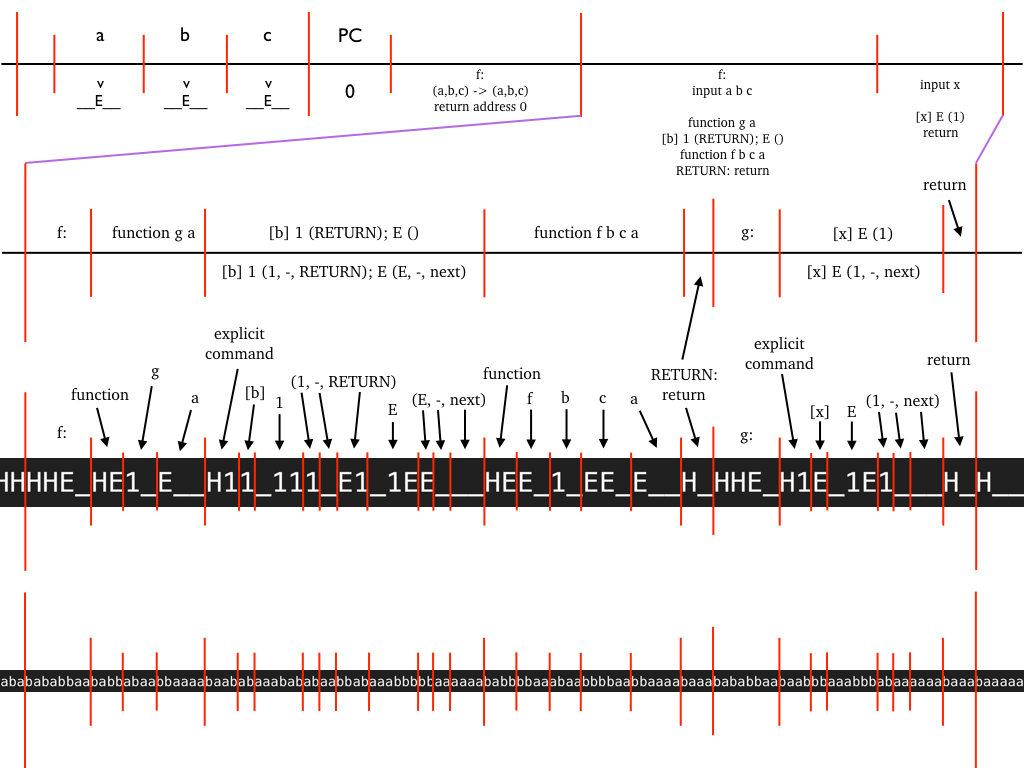 a b c PC
v v v
__E__ __E__ __E__ 0
f:
(a,b,c) -> (a,b,c)
return address 0
f:
input a b c
function g a
[b] 1 (RETURN); E ()
function f b c a
RETURN: return
input x
[x] E (1)
return
return
f: function g a [b] 1 (RETURN); E () function f b c a g: [x] E (1)
[b] 1 (1, -, RETURN); E (E, -, next) [x] E (1, -, next)
explicit
command
explicit
command
function g a [b] 1 (1, -, RETURN) E (E, -, next) function f b c a
RETURN:
return
[x] E (1, -, next) return
f: g:
HHHHE_HE1_E__H11_111_E1_1EE___HEE_1_EE_E__H_HHE_H1E_1E1___H_H__